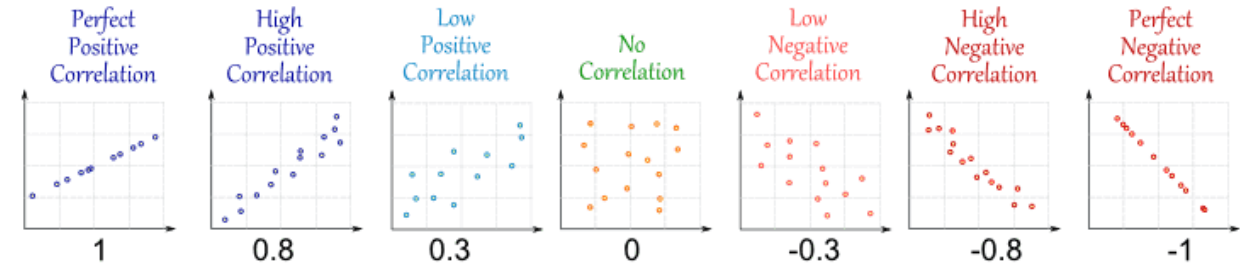 Perfect
Positive
Correlation
High
Positive
Correlation
Low
Positive
Correlation
No
Correlation
Low
Negative
Correlation
High
Negative
Correlation
Perfect
Negative
Correlation
1
0.8
0.3
0
-0.3
-0.8
-1